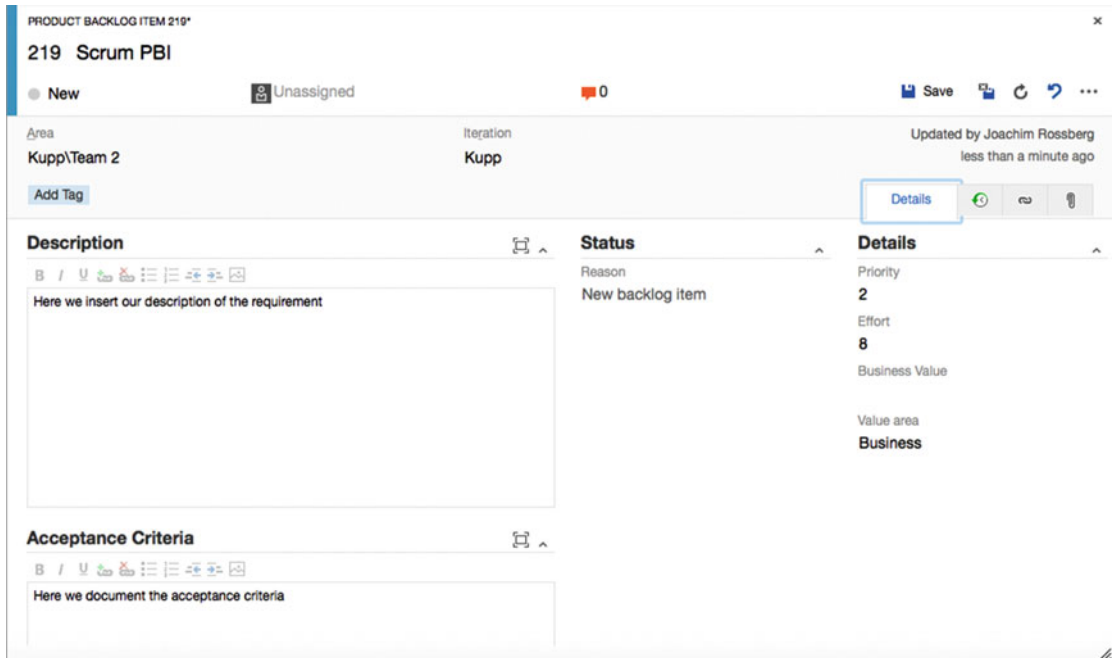 PRODUCT BACKLOG ITEM 219*
219 Scrum PBI
New
Unassigned
0
Save
Area
Iteration
Updated by Joachim Rossberg
Kupp\Team 2
Kupp
less than a minute ago
Add Tag
Details
Description
Status
Details
B I U
Here we insert our description of the requirement
Reason
New backlog item
Priority
2
Effort
8
Business Value
Value area
Business
Acceptance Criteria
B I U
Here we document the acceptance criteria